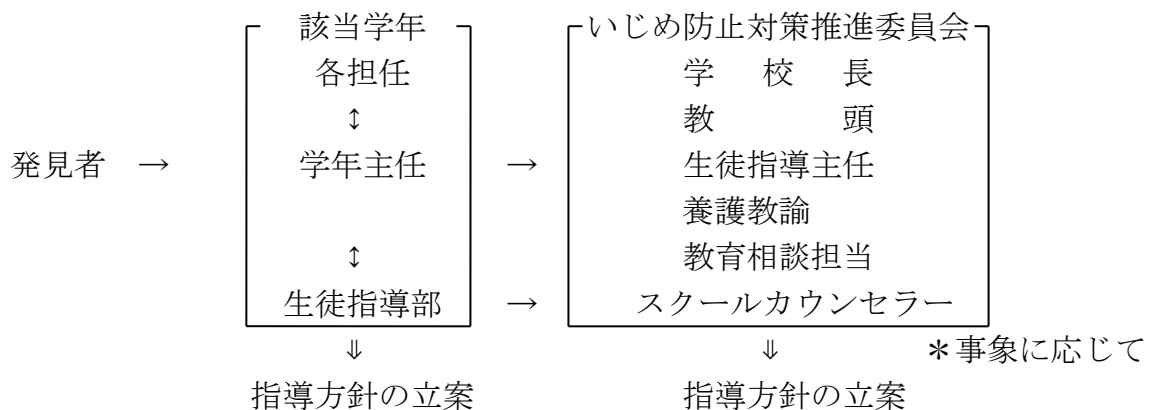 該当学年 いじめ防止対策推進委員会
各担任 学校長
↕ 教頭
発見者 → 学年主任 → 生徒指導主任
養護教諭
↕ 教育相談担当
生徒指導部 → スクールカウンセラー
⇓ ⇓ ＊事象に応じて
指導方針の立案 指導方針の立案